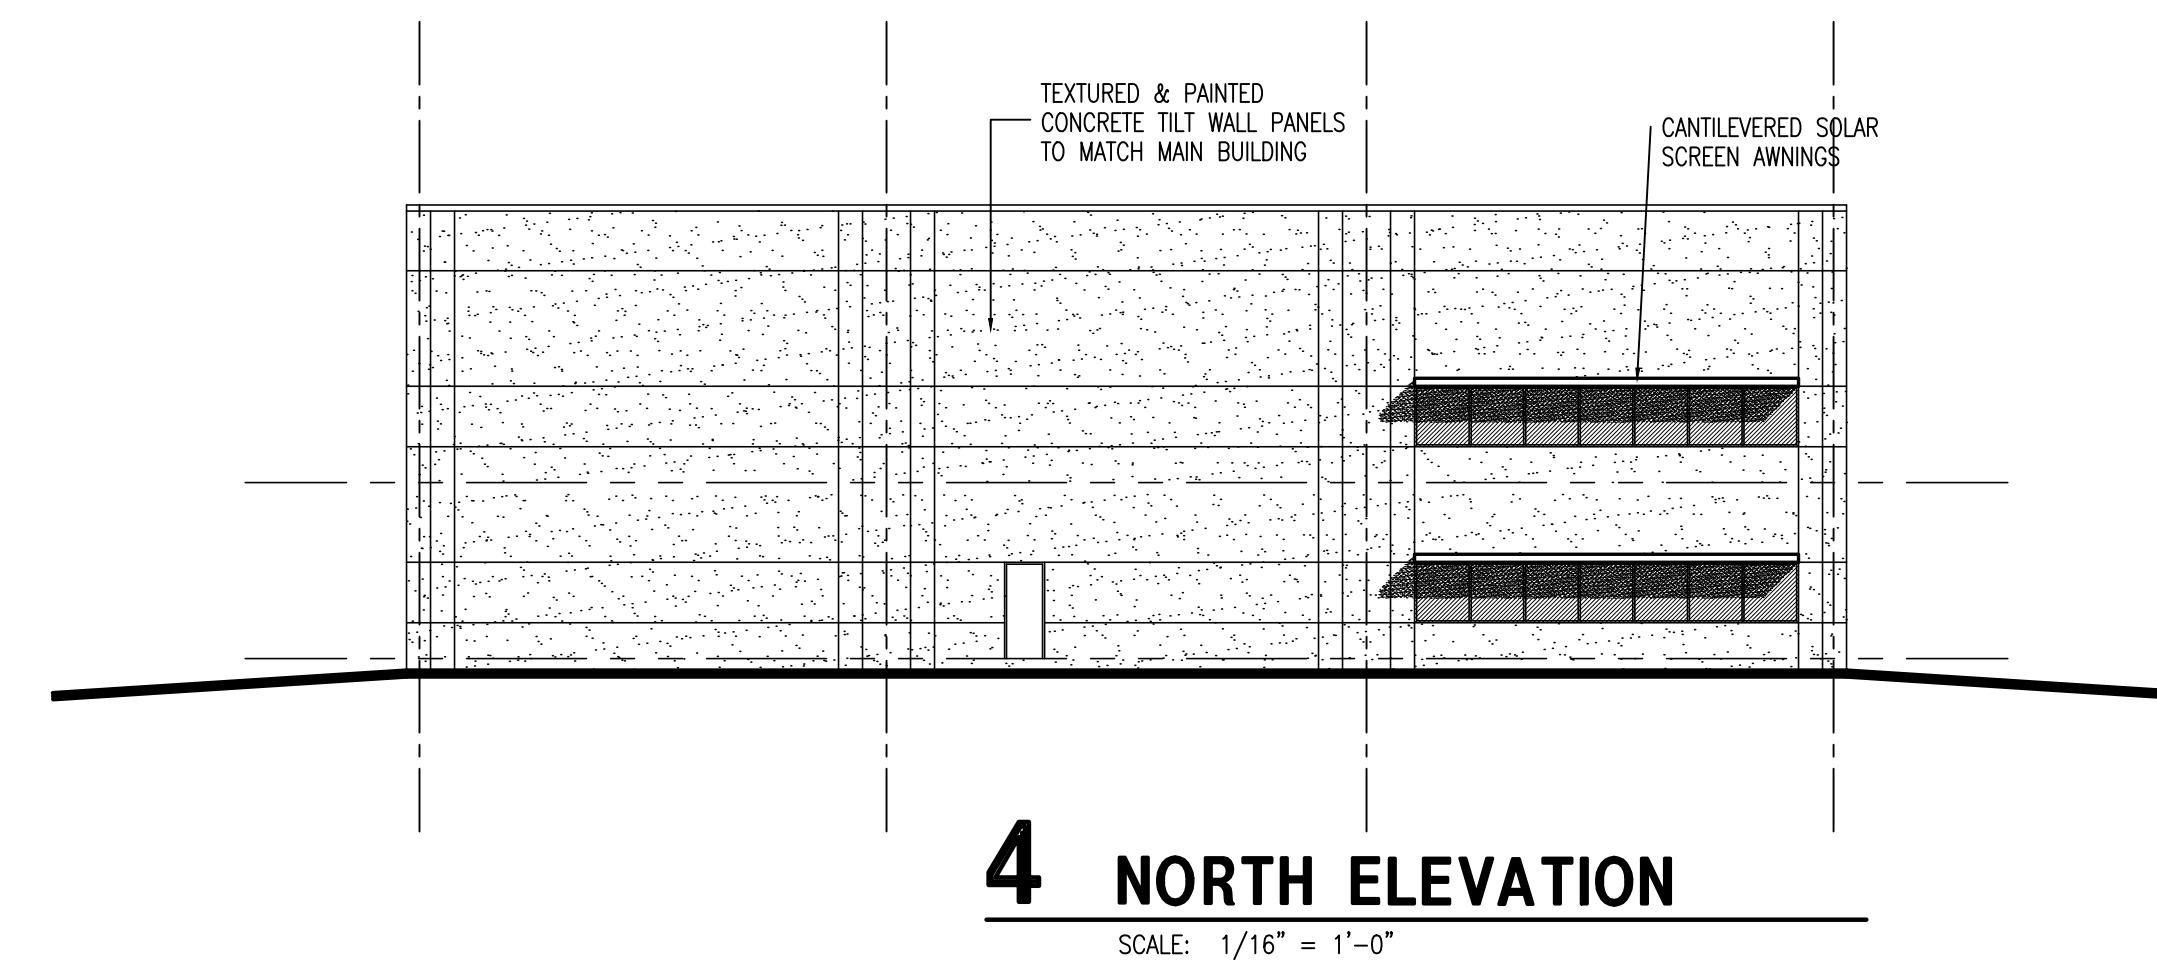 TEXTURED & PAINTED
CONCRETE TILT WALL PANELS
TO MATCH MAIN BUILDING
CANTILEVERED SOLAR
SCREEN AWNINGS
4 NORTH ELEVATION
SCALE: 1/16" = 1'-0"